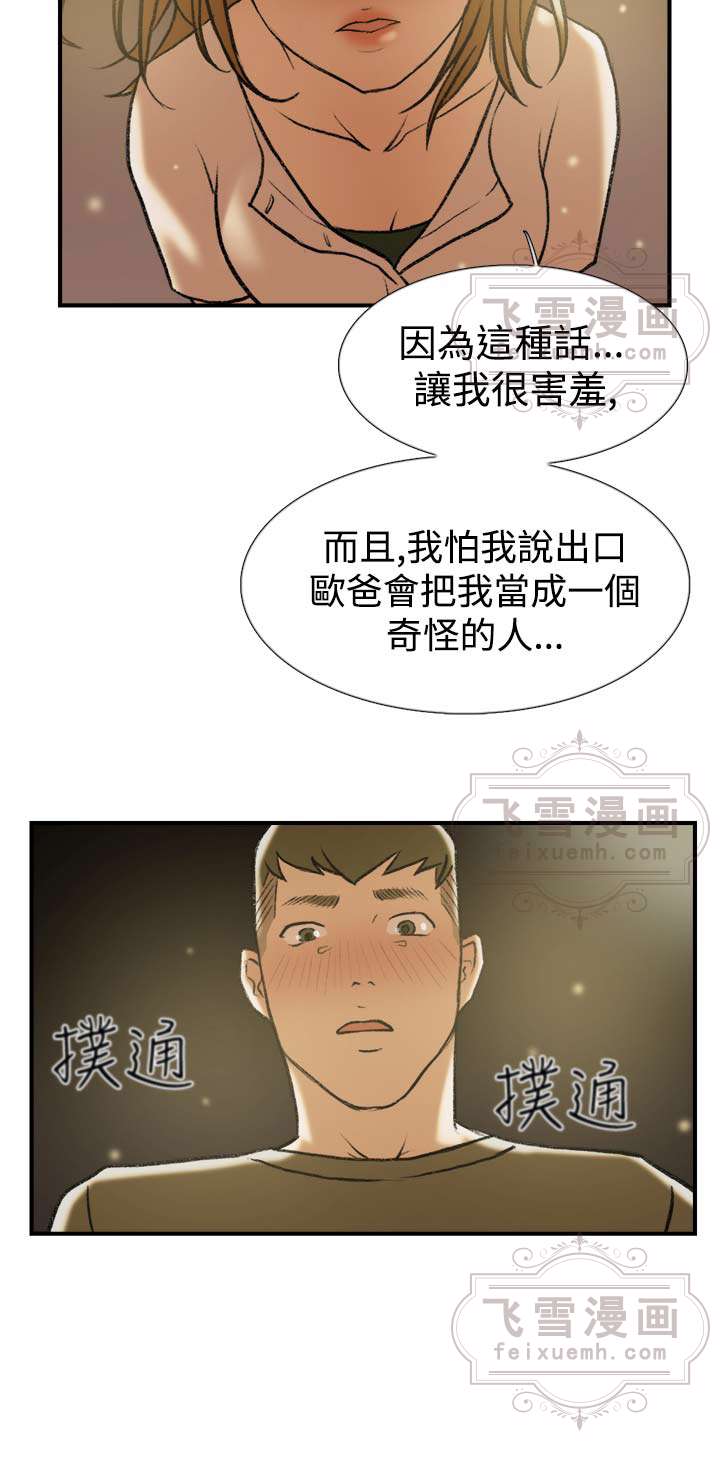 飞雪漫画
feixuemh.com
因為這種話...
讓我很害羞,
而且,我怕我說出口
歐爸會把我當成一個
奇怪的人...
飞雪漫画
feixuemh.com
撲通
撲通
飞雪漫画
feixuemh.com